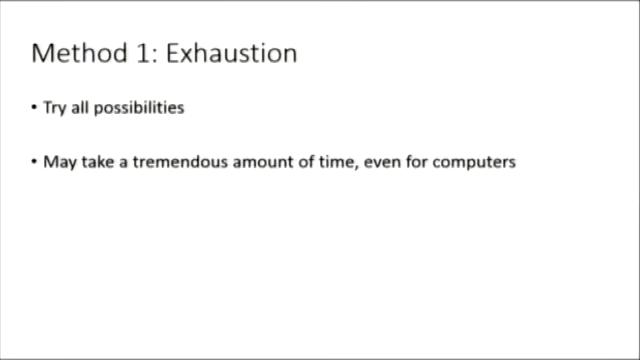 Method 1: Exhaustion
• Try all possibilities
• May take a tremendous amount of time, even for computers